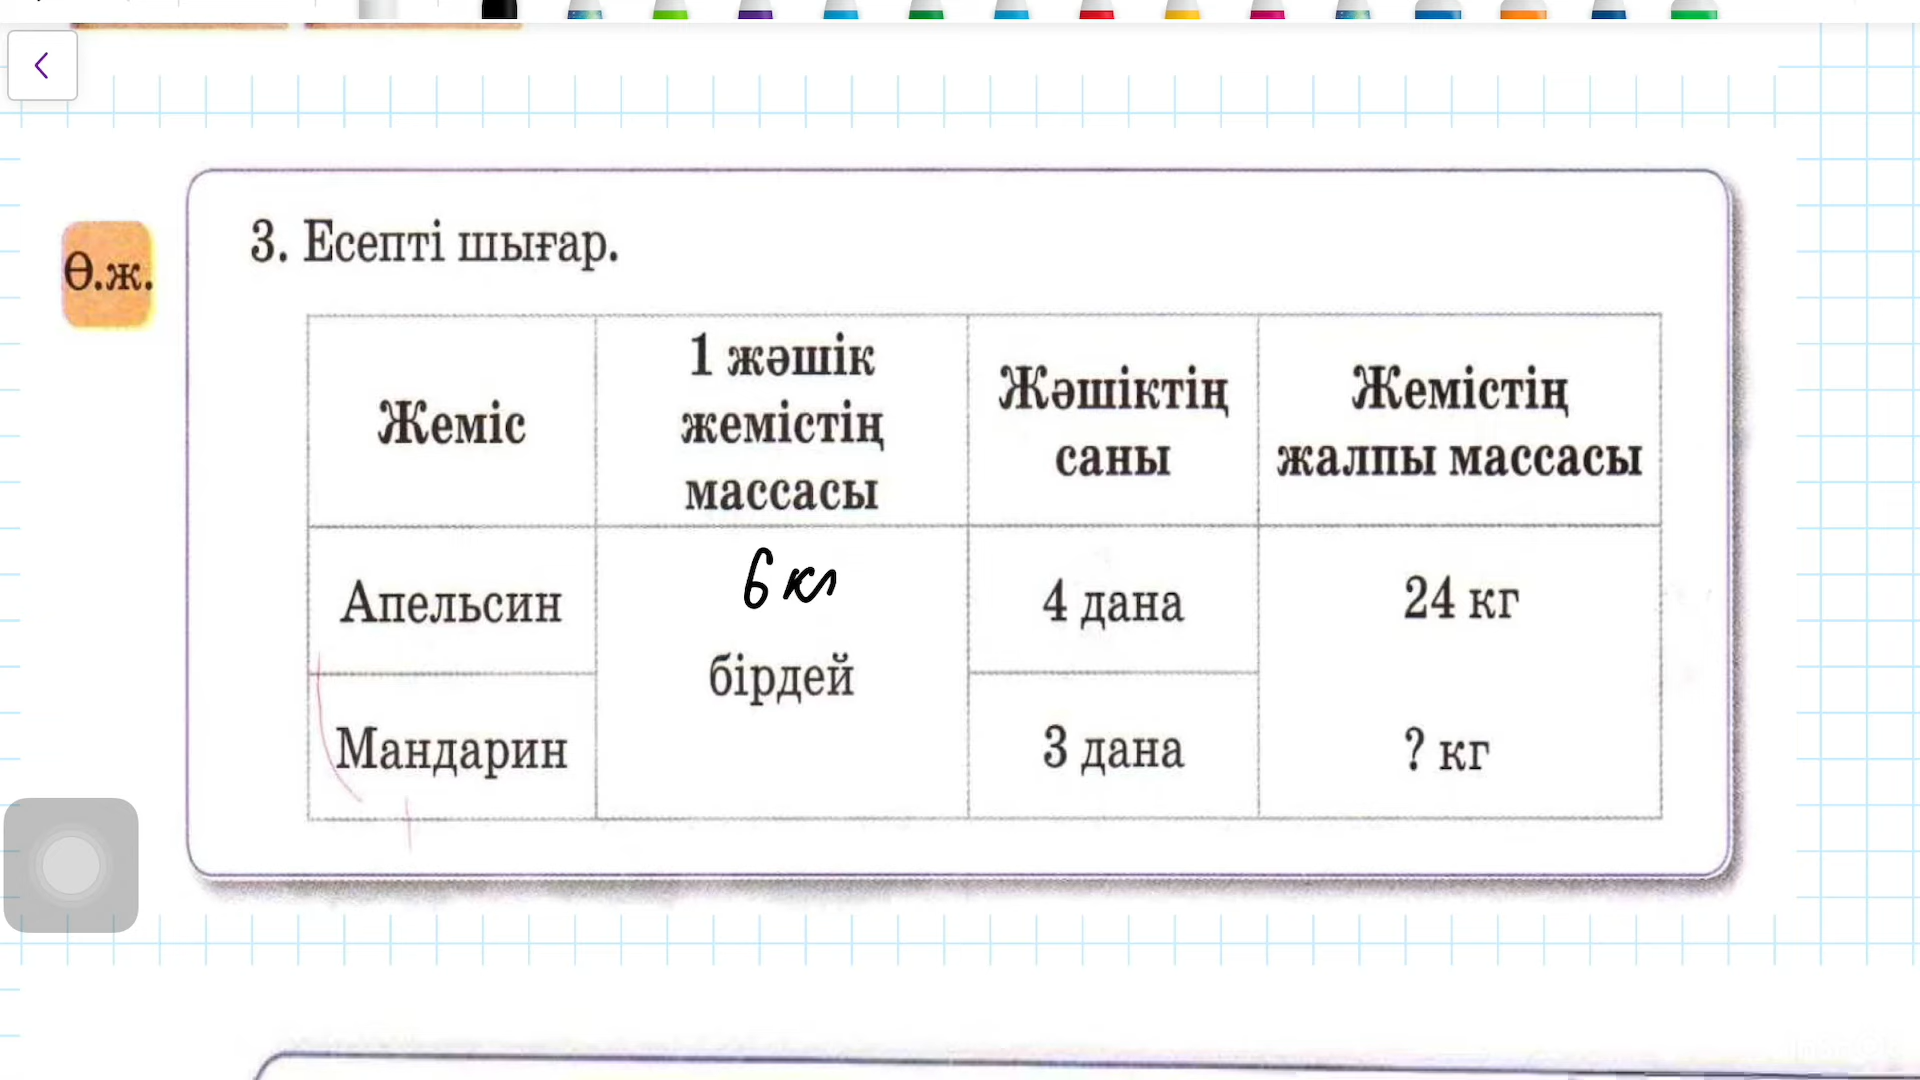 Ө.ж.
3. Есепті шығар.
Жеміс
1 жәшік
жемістің
массасы
Жәшіктің
саны
Жемістің
жалпы массасы
Апельсин
6 кг
бірдей
4 дана
24 кг
Мандарин
3 дана
? кг